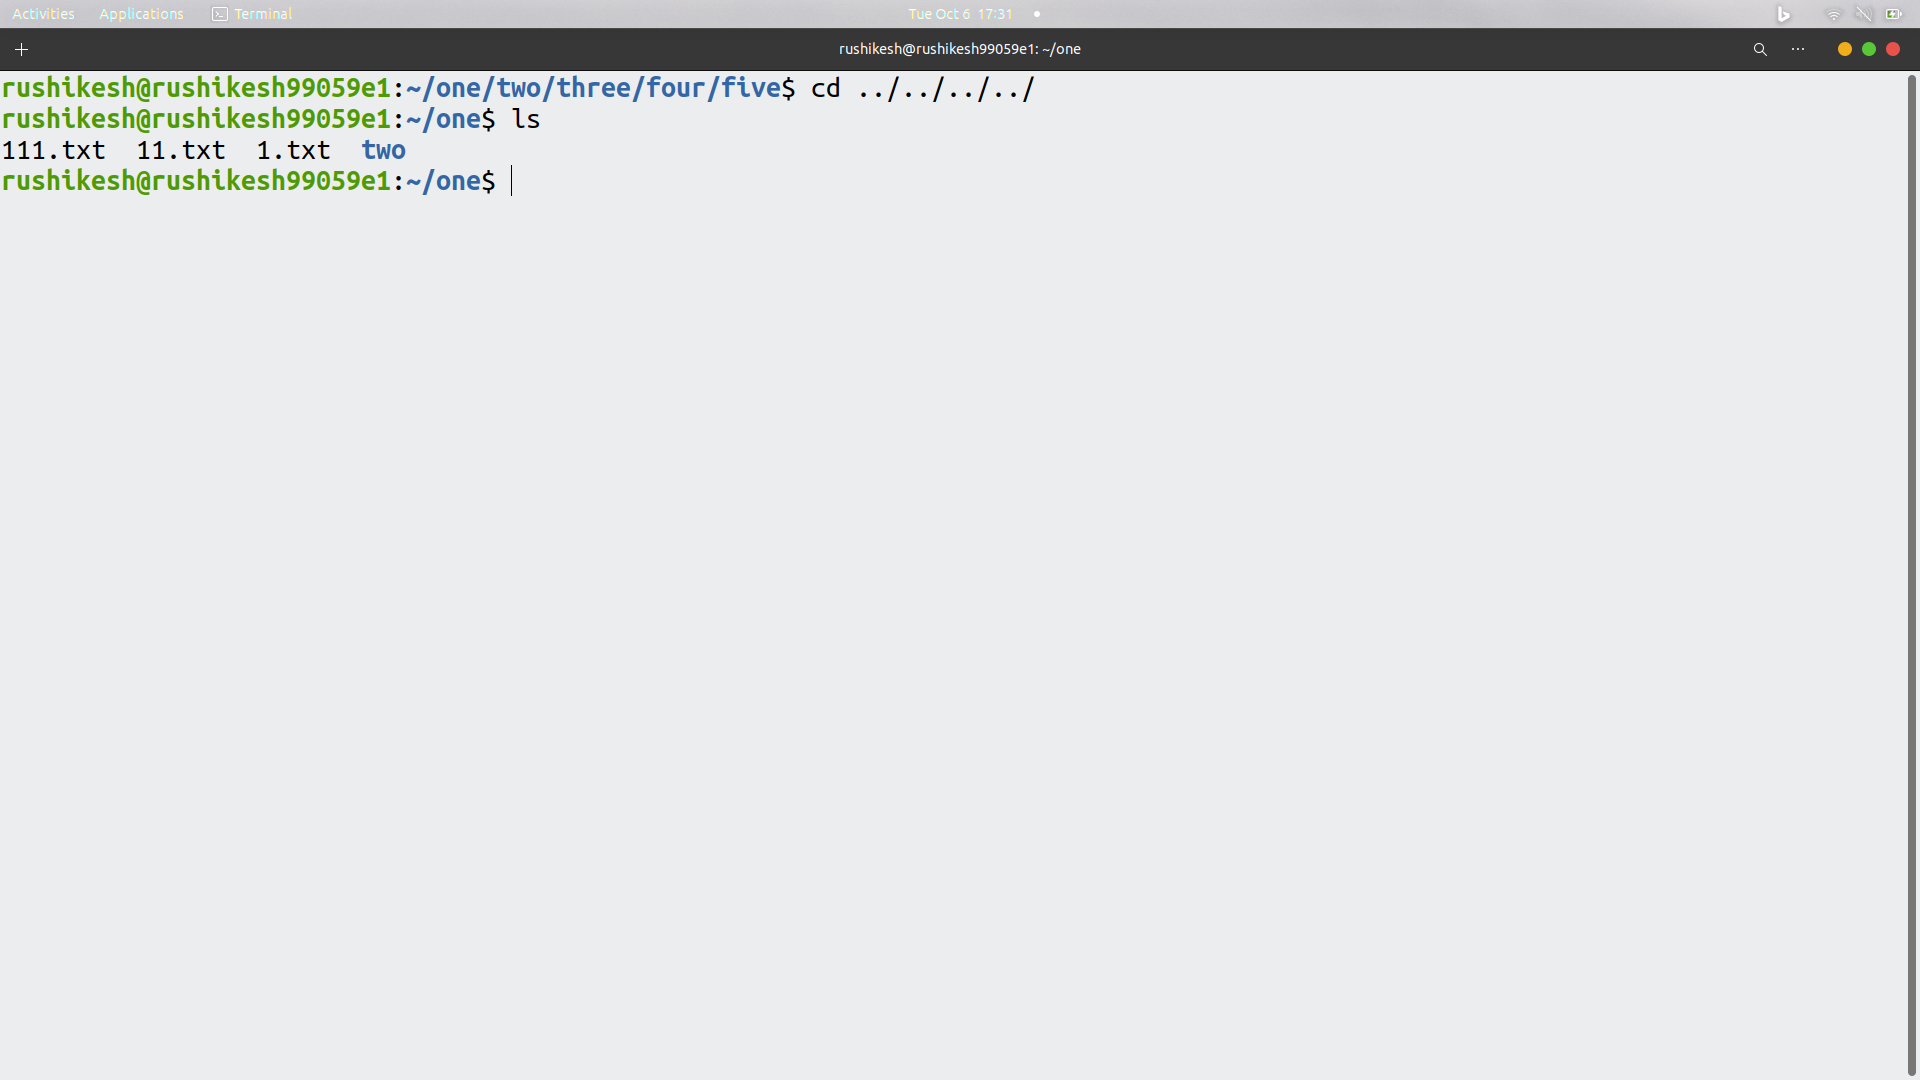 Activities Applications Terminal Tue Oct 6 17:31
rushikesh@rushikesh99059e1: ~/one
rushikesh@rushikesh99059e1:~/one/two/three/four/five$ cd ../../../../
rushikesh@rushikesh99059e1:~/one$ ls
111.txt 11.txt 1.txt two
rushikesh@rushikesh99059e1:~/one$